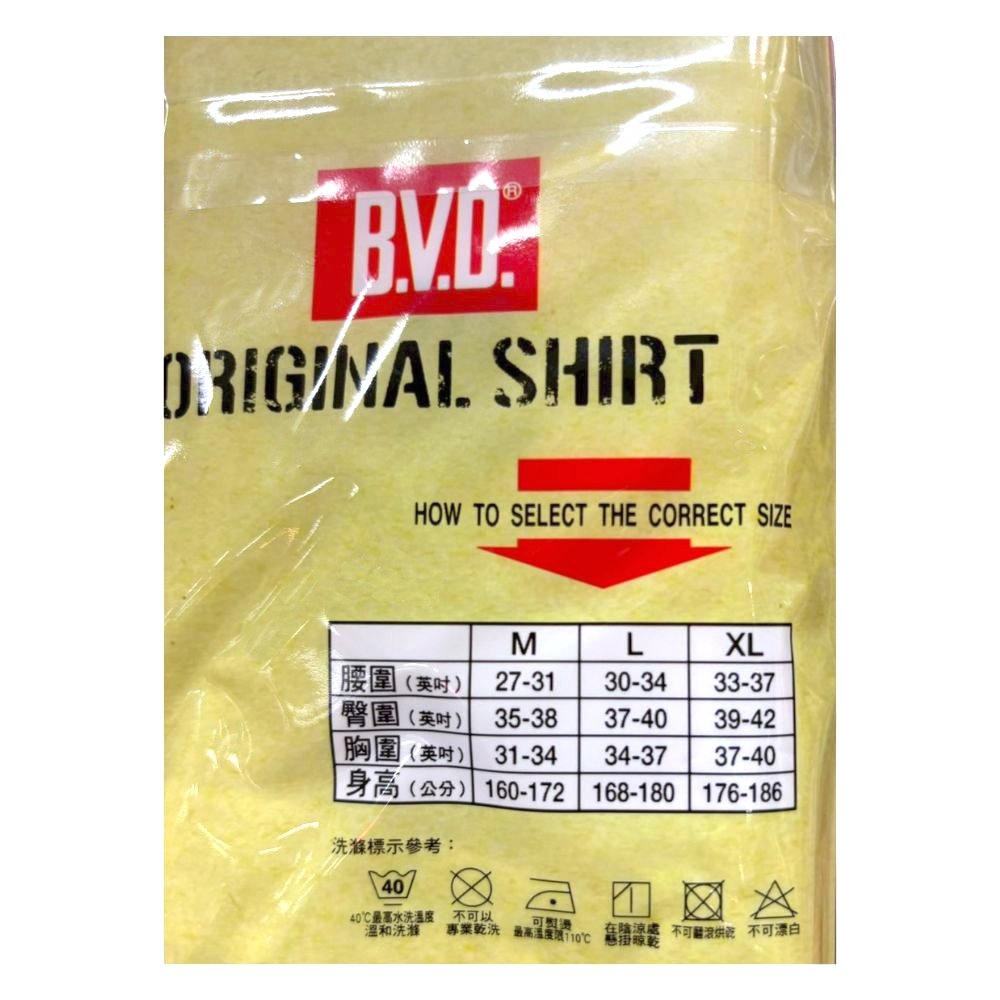 B.V.D.®
ORIGINAL SHIRT
HOW TO SELECT THE CORRECT SIZE
M L XL
腰圍(英吋) 27-31 30-34 33-37
臀圍(英吋) 35-38 37-40 39-42
胸圍(英吋) 31-34 34-37 37-40
身高(公分) 160-172 168-180 176-186
洗滌標示參考：
40
40℃最高水洗溫度 不可以 可熨燙 在陰涼處 不可翻滾烘乾 不可漂白
溫和洗滌 專業乾洗 最高溫度限110℃ 懸掛晾乾